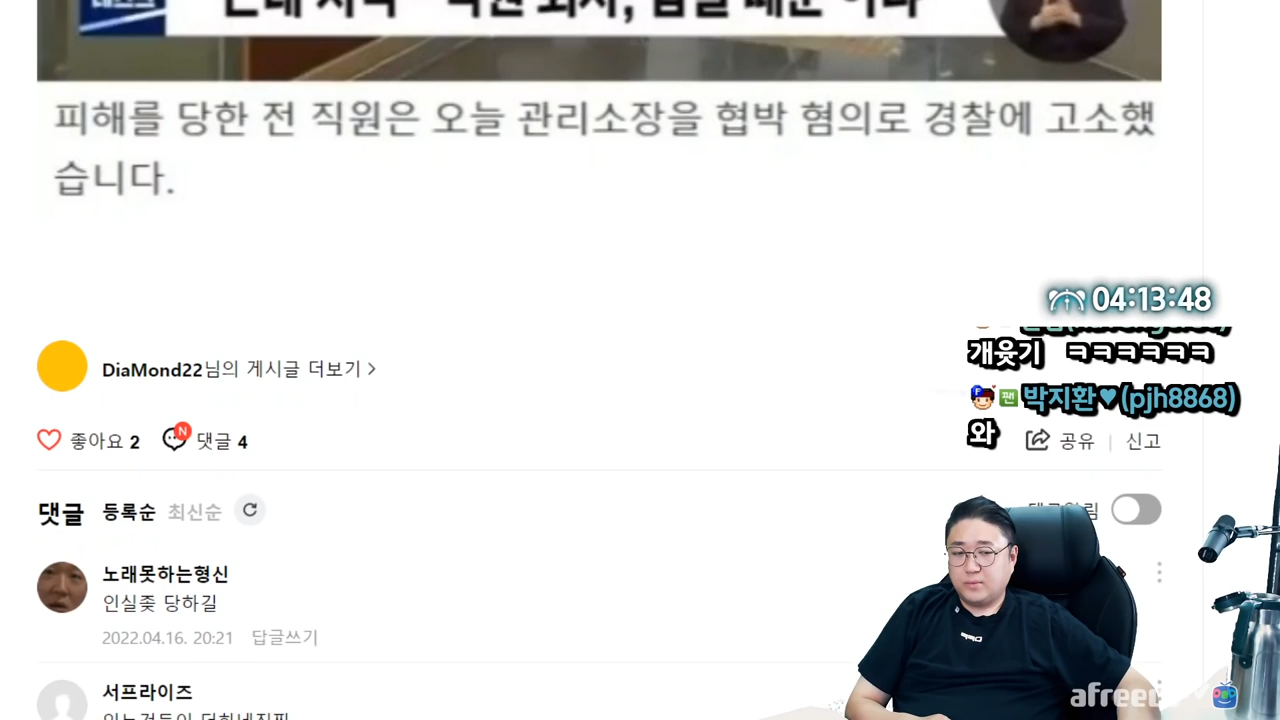 피해를 당한 전 직원은 오늘 관리소장을 협박 혐의로 경찰에 고소했
습니다.
04:13:48
개웃기 ㅋㅋㅋㅋㅋㅋ
박지환♥(pjh8868)
와
DiaMond22님의 게시글 더보기 >
좋아요 2 댓글 4
공유 | 신고
댓글 등록순 최신순
노래못하는형신
인실좆 당하길
2022.04.16. 20:21 답글쓰기
서프라이즈